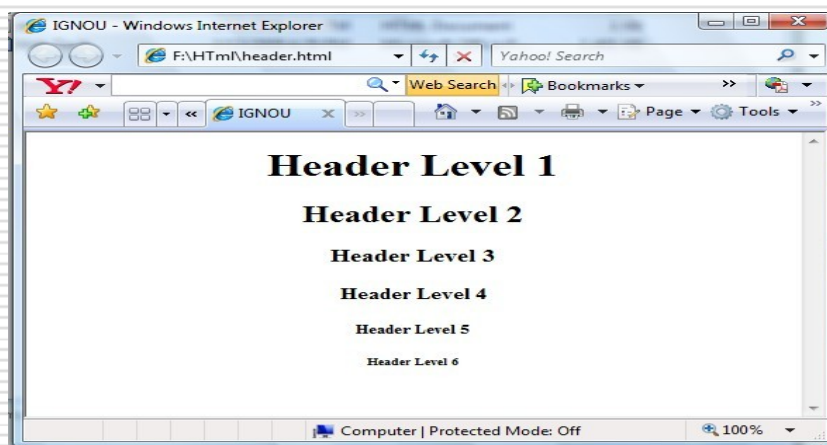 IGNOU - Windows Internet Explorer
F:\HTml\header.html Yahoo! Search
Y! Web Search Bookmarks >>
<< IGNOU x >> Page Tools >>
Header Level 1
Header Level 2
Header Level 3
Header Level 4
Header Level 5
Header Level 6
Computer | Protected Mode: Off 100%